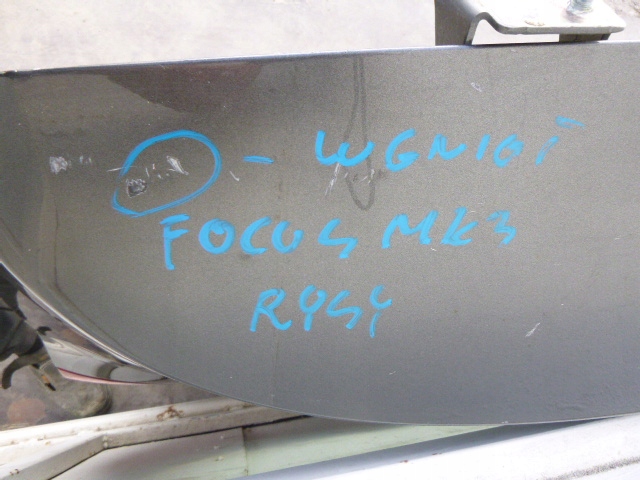 - WGNIOT
FOCUS MK3
RYSY